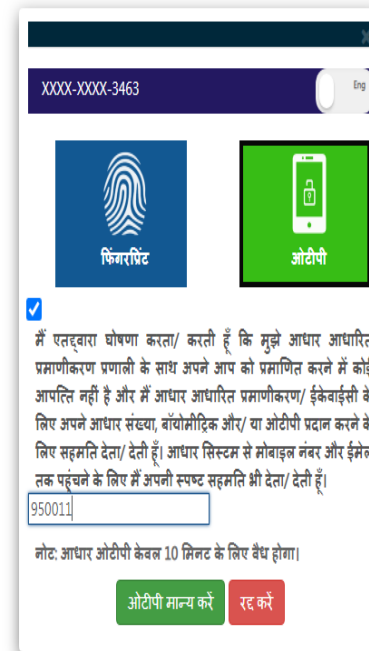 XXXX-XXXX-3463
Eng
फिंगरप्रिंट
ओटीपी
मैं एतद्द्वारा घोषणा करता/ करती हूँ कि मुझे आधार आधारित
प्रमाणीकरण प्रणाली के साथ अपने आप को प्रमाणित करने में कोई
आपत्ति नहीं है और मैं आधार आधारित प्रमाणीकरण/ ईकेवाईसी के
लिए अपने आधार संख्या, बॉयोमीट्रिक और/ या ओटीपी प्रदान करने के
लिए सहमति देता/ देती हूँ। आधार सिस्टम से मोबाइल नंबर और ईमेल
तक पहुंचने के लिए मैं अपनी स्पष्ट सहमति भी देता/ देती हूँ।
950011
नोट: आधार ओटीपी केवल 10 मिनट के लिए वैध होगा।
ओटीपी मान्य करें
रद्द करें